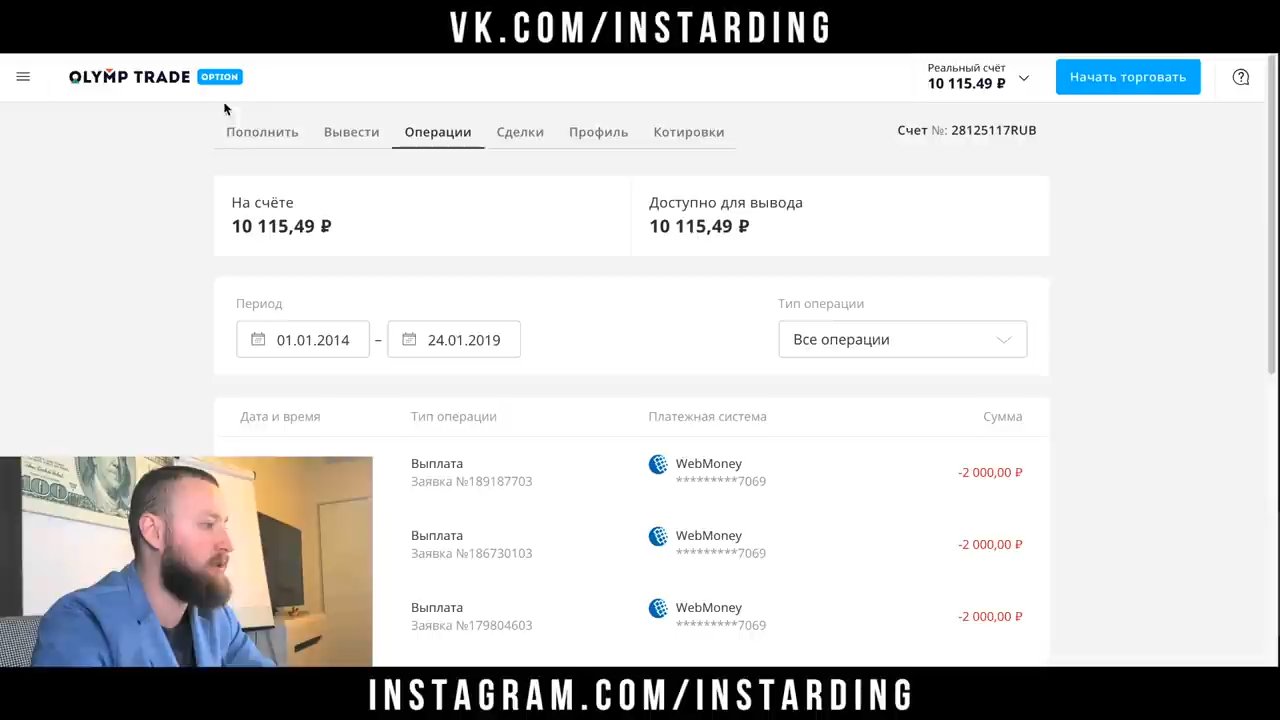 VK.COM/INSTARDING
OLYMP TRADE OPTION
Реальный счёт
10 115.49 ₽
Начать торговать
Пополнить Вывести Операции Сделки Профиль Котировки
Счет №: 28125117RUB
На счёте
10 115,49 ₽
Доступно для вывода
10 115,49 ₽
Период
01.01.2014 – 24.01.2019
Тип операции
Все операции
Дата и время Тип операции Платежная система Сумма
Выплата WebMoney -2 000,00 ₽
Заявка №189187703 *********7069
Выплата WebMoney -2 000,00 ₽
Заявка №186730103 *********7069
Выплата WebMoney -2 000,00 ₽
Заявка №179804603 *********7069
100
INSTAGRAM.COM/INSTARDING